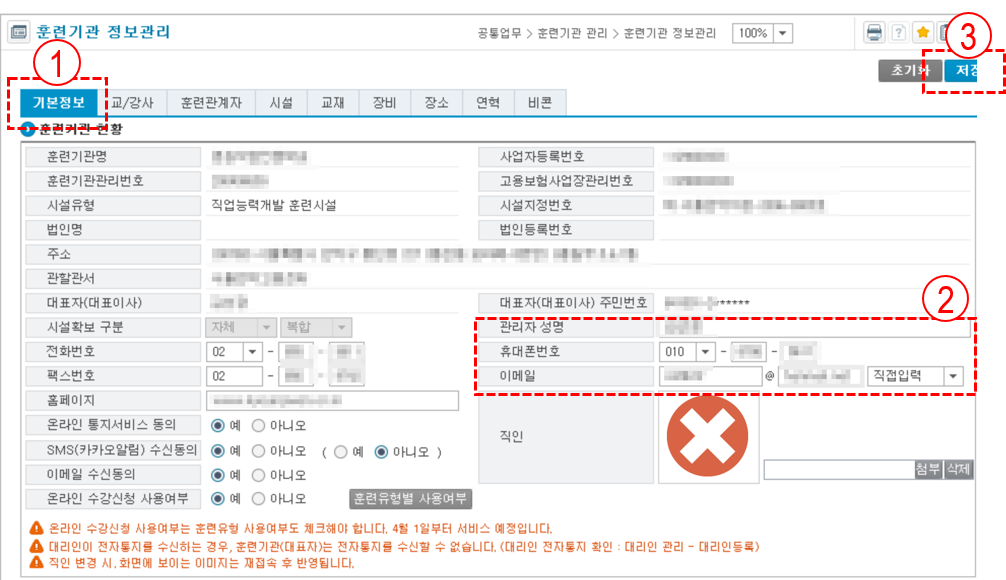 훈련기관 정보관리
공통업무 > 훈련기관 관리 > 훈련기관 정보관리 100%
?
1
3
초기화 저장
기본정보 교/강사 훈련관계자 시설 교재 장비 장소 연혁 비콘
훈련기관 현황
훈련기관명 사업자등록번호
훈련기관관리번호 고용보험사업장관리번호
시설유형 직업능력개발 훈련시설 시설지정번호
법인명 법인등록번호
주소
관할관서
2
대표자(대표이사) 대표자(대표이사) 주민번호 *****
시설확보 구분 자체 복합 관리자 성명
전화번호 02 - - 휴대폰번호 010 - -
팩스번호 02 - - 이메일 @ 직접입력
홈페이지
온라인 통지서비스 동의 예 아니오
직인
SMS(카카오알림) 수신동의 예 아니오 ( 예 아니오 )
이메일 수신동의 예 아니오 첨부 삭제
온라인 수강신청 사용여부 예 아니오 훈련유형별 사용여부
온라인 수강신청 사용여부는 훈련유형 사용여부도 체크해야 합니다. 4월 1일부터 서비스 예정입니다.
대리인이 전자통지를 수신하는 경우, 훈련기관(대표자)는 전자통지를 수신할 수 없습니다. (대리인 전자통지 확인 : 대리인 관리 - 대리인등록)
직인 변경 시, 화면에 보이는 이미지는 재접속 후 반영됩니다.